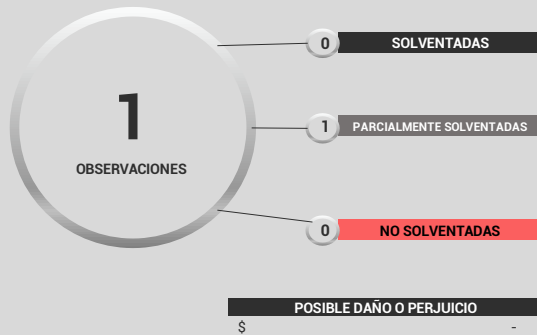 1
OBSERVACIONES
0 SOLVENTADAS
1 PARCIALMENTE SOLVENTADAS
0 NO SOLVENTADAS
POSIBLE DAÑO O PERJUICIO
$ -